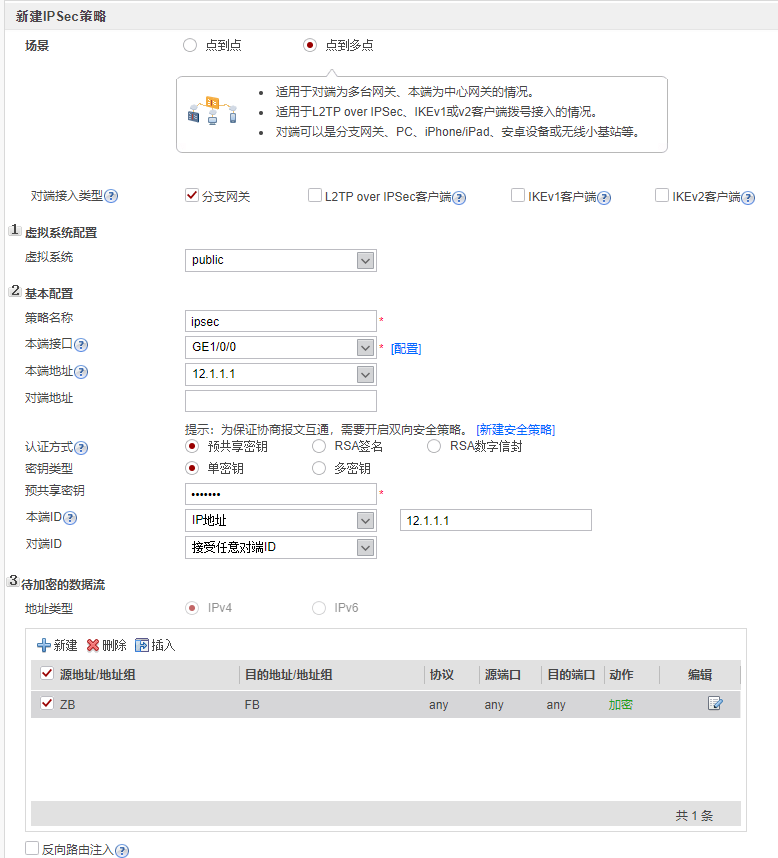 新建IPSec策略
场景 点到点 点到多点
• 适用于对端为多台网关、本端为中心网关的情况。
• 适用于L2TP over IPSec、IKEv1或v2客户端拨号接入的情况。
• 对端可以是分支网关、PC、iPhone/iPad、安卓设备或无线小基站等。
对端接入类型 ? 分支网关 L2TP over IPSec客户端 ? IKEv1客户端 ? IKEv2客户端 ?
1 虚拟系统配置
虚拟系统 public
2 基本配置
策略名称 ipsec *
本端接口 ? GE1/0/0 * [配置]
本端地址 ? 12.1.1.1
对端地址
提示：为保证协商报文互通，需要开启双向安全策略。 [新建安全策略]
认证方式 ? 预共享密钥 RSA签名 RSA数字信封
密钥类型 单密钥 多密钥
预共享密钥 ••••••• *
本端ID ? IP地址 12.1.1.1
对端ID 接受任意对端ID
3 待加密的数据流
地址类型 IPv4 IPv6
新建 删除 插入
源地址/地址组 目的地址/地址组 协议 源端口 目的端口 动作 编辑
ZB FB any any any 加密
共 1 条
反向路由注入 ?